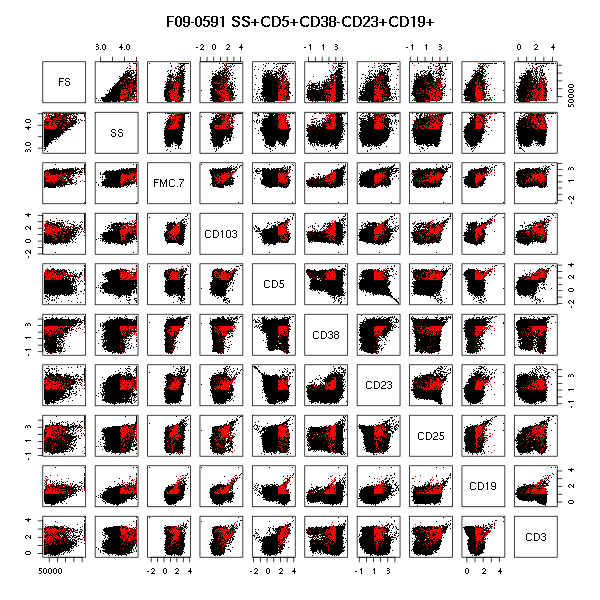 F09-0591 SS+CD5+CD38-CD23+CD19+
3.0 4.0 -2 0 2 4 -1 1 3 -1 1 3 0 2 4
FS 50000
3.0 4.0 SS
FMC.7 -2 1 3
-2 0 2 4 CD103
CD5 -2 0 2 4
-1 1 3 CD38
CD23 -1 1 3
-1 1 3 CD25
CD19 0 2 4
0 2 4 CD3
50000 -2 0 2 4 -2 0 2 4 -1 1 3 0 2 4